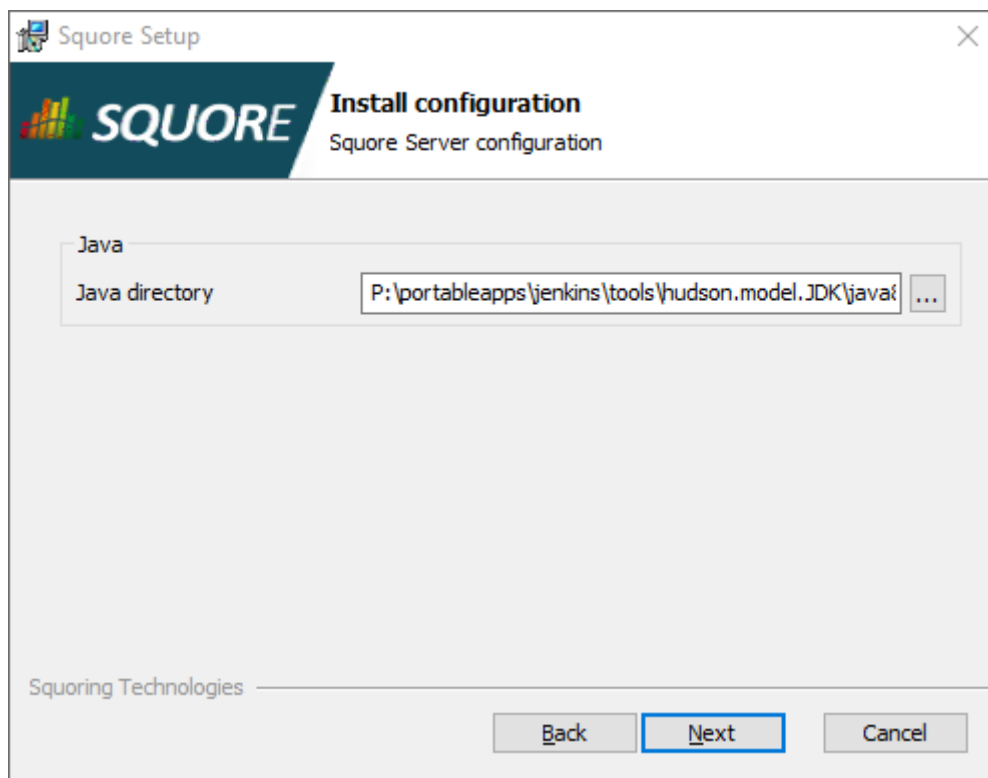 Squore Setup
SQUORE
Install configuration
Squore Server configuration
Java
Java directory
P:\portableapps\jenkins\tools\hudson.model.JDK\java8
...
Squoring Technologies
Back
Next
Cancel